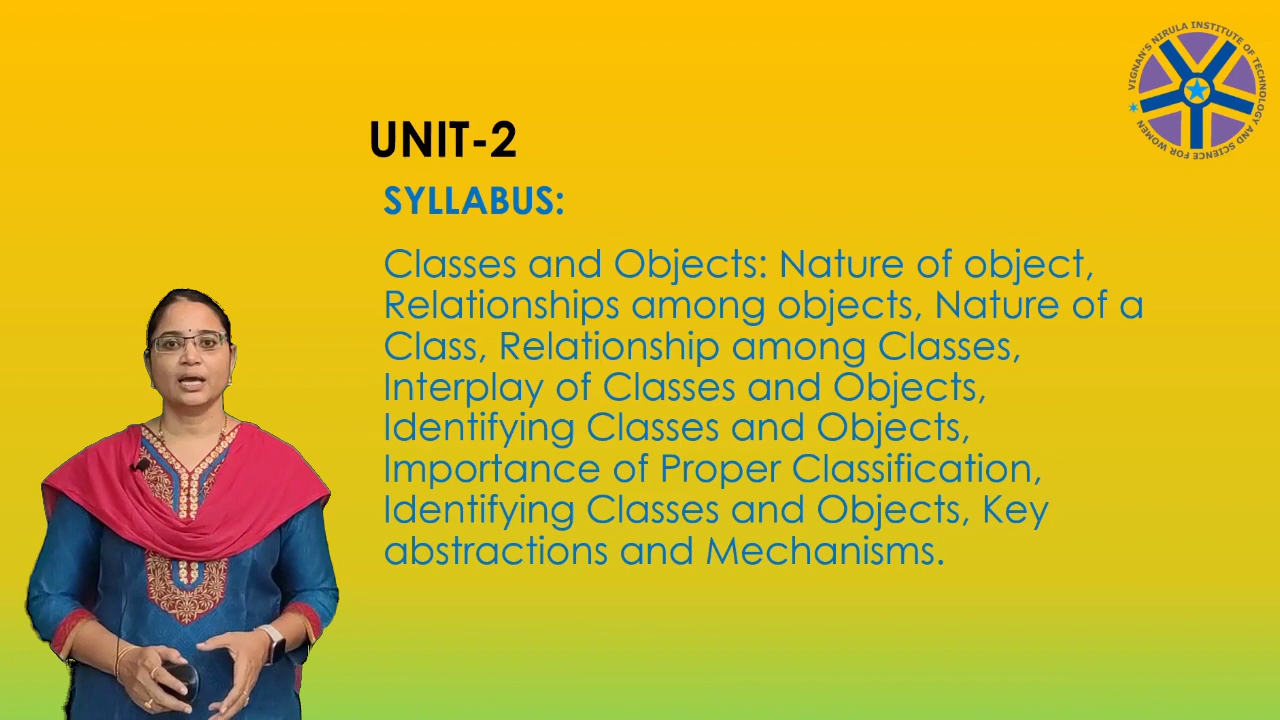 VIGNAN'S NIRULA INSTITUTE OF TECHNOLOGY AND SCIENCE FOR WOMEN
UNIT-2
SYLLABUS:
Classes and Objects: Nature of object,
Relationships among objects, Nature of a
Class, Relationship among Classes,
Interplay of Classes and Objects,
Identifying Classes and Objects,
Importance of Proper Classification,
Identifying Classes and Objects, Key
abstractions and Mechanisms.